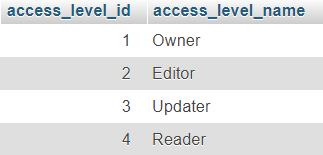 access_level_id access_level_name
1 Owner
2 Editor
3 Updater
4 Reader